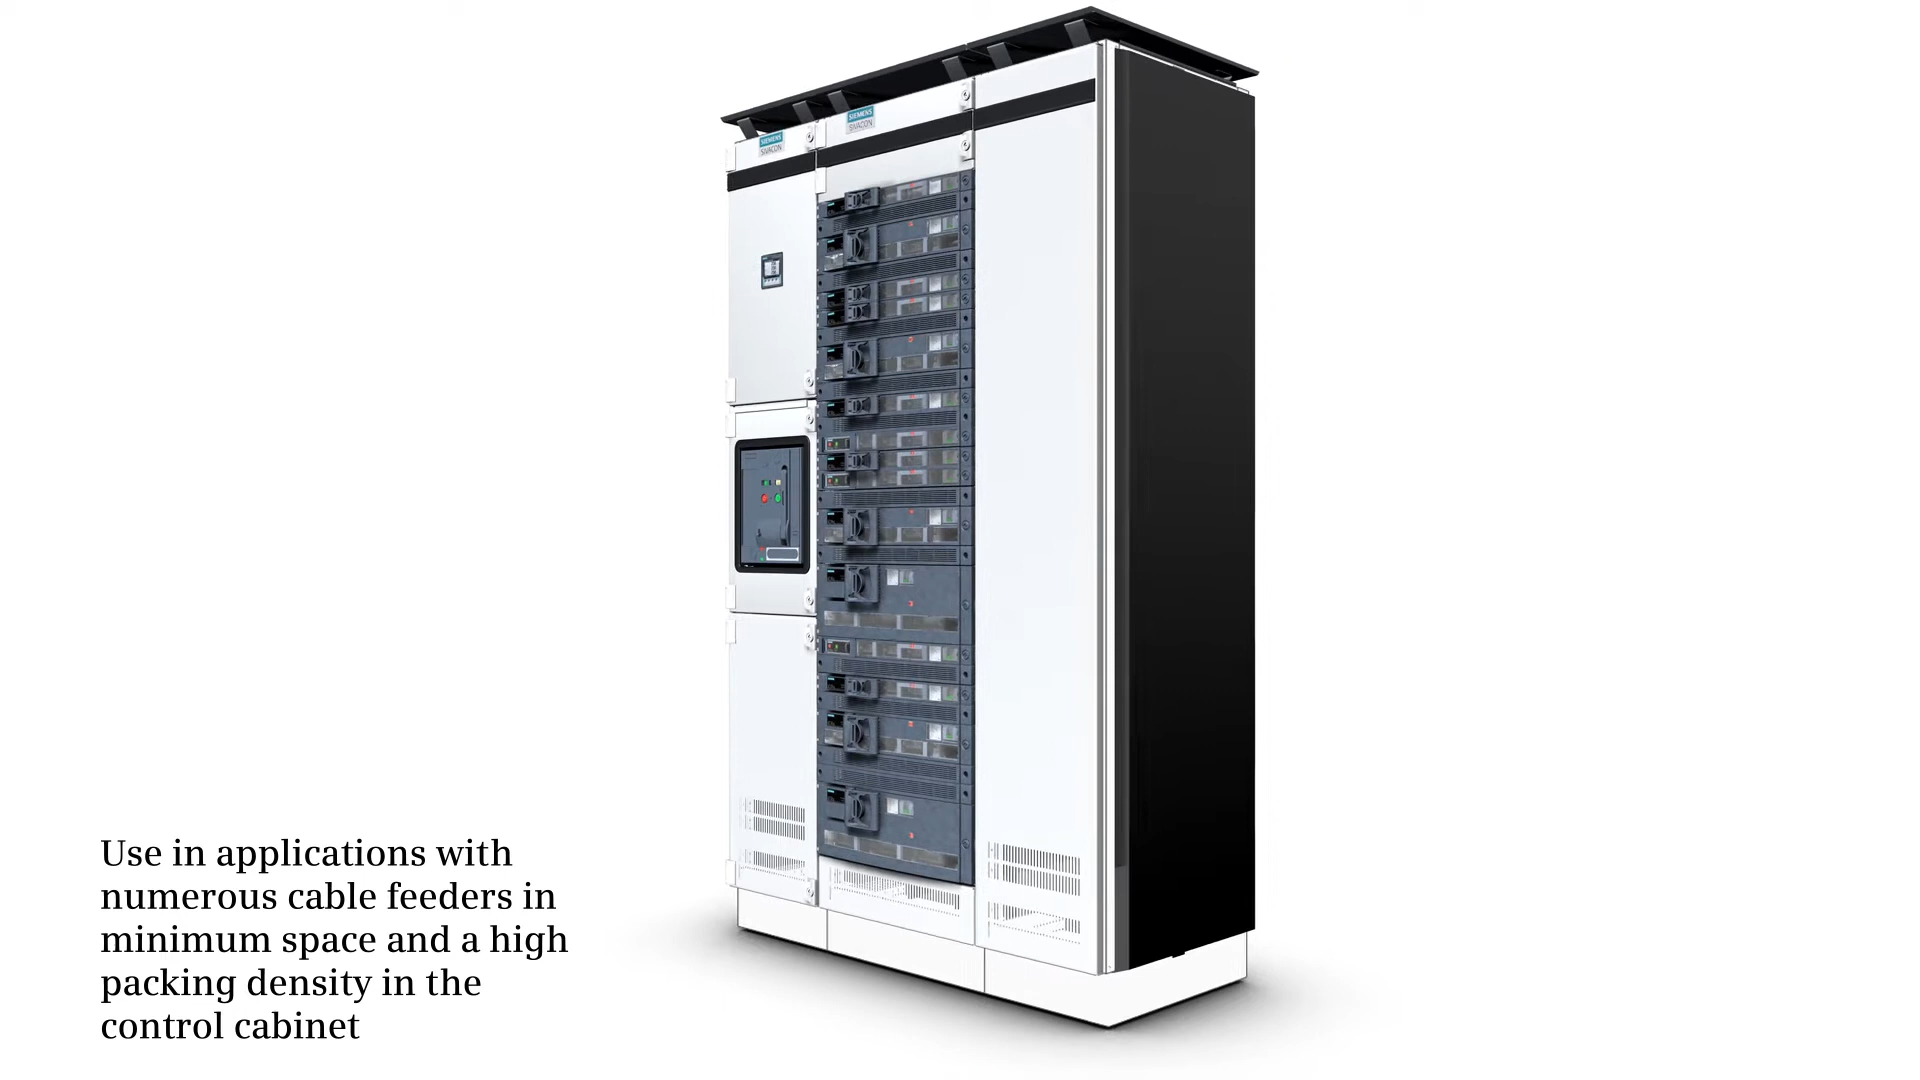 SIEMENS
SIVACON
SIEMENS
SIVACON
Use in applications with
numerous cable feeders in
minimum space and a high
packing density in the
control cabinet